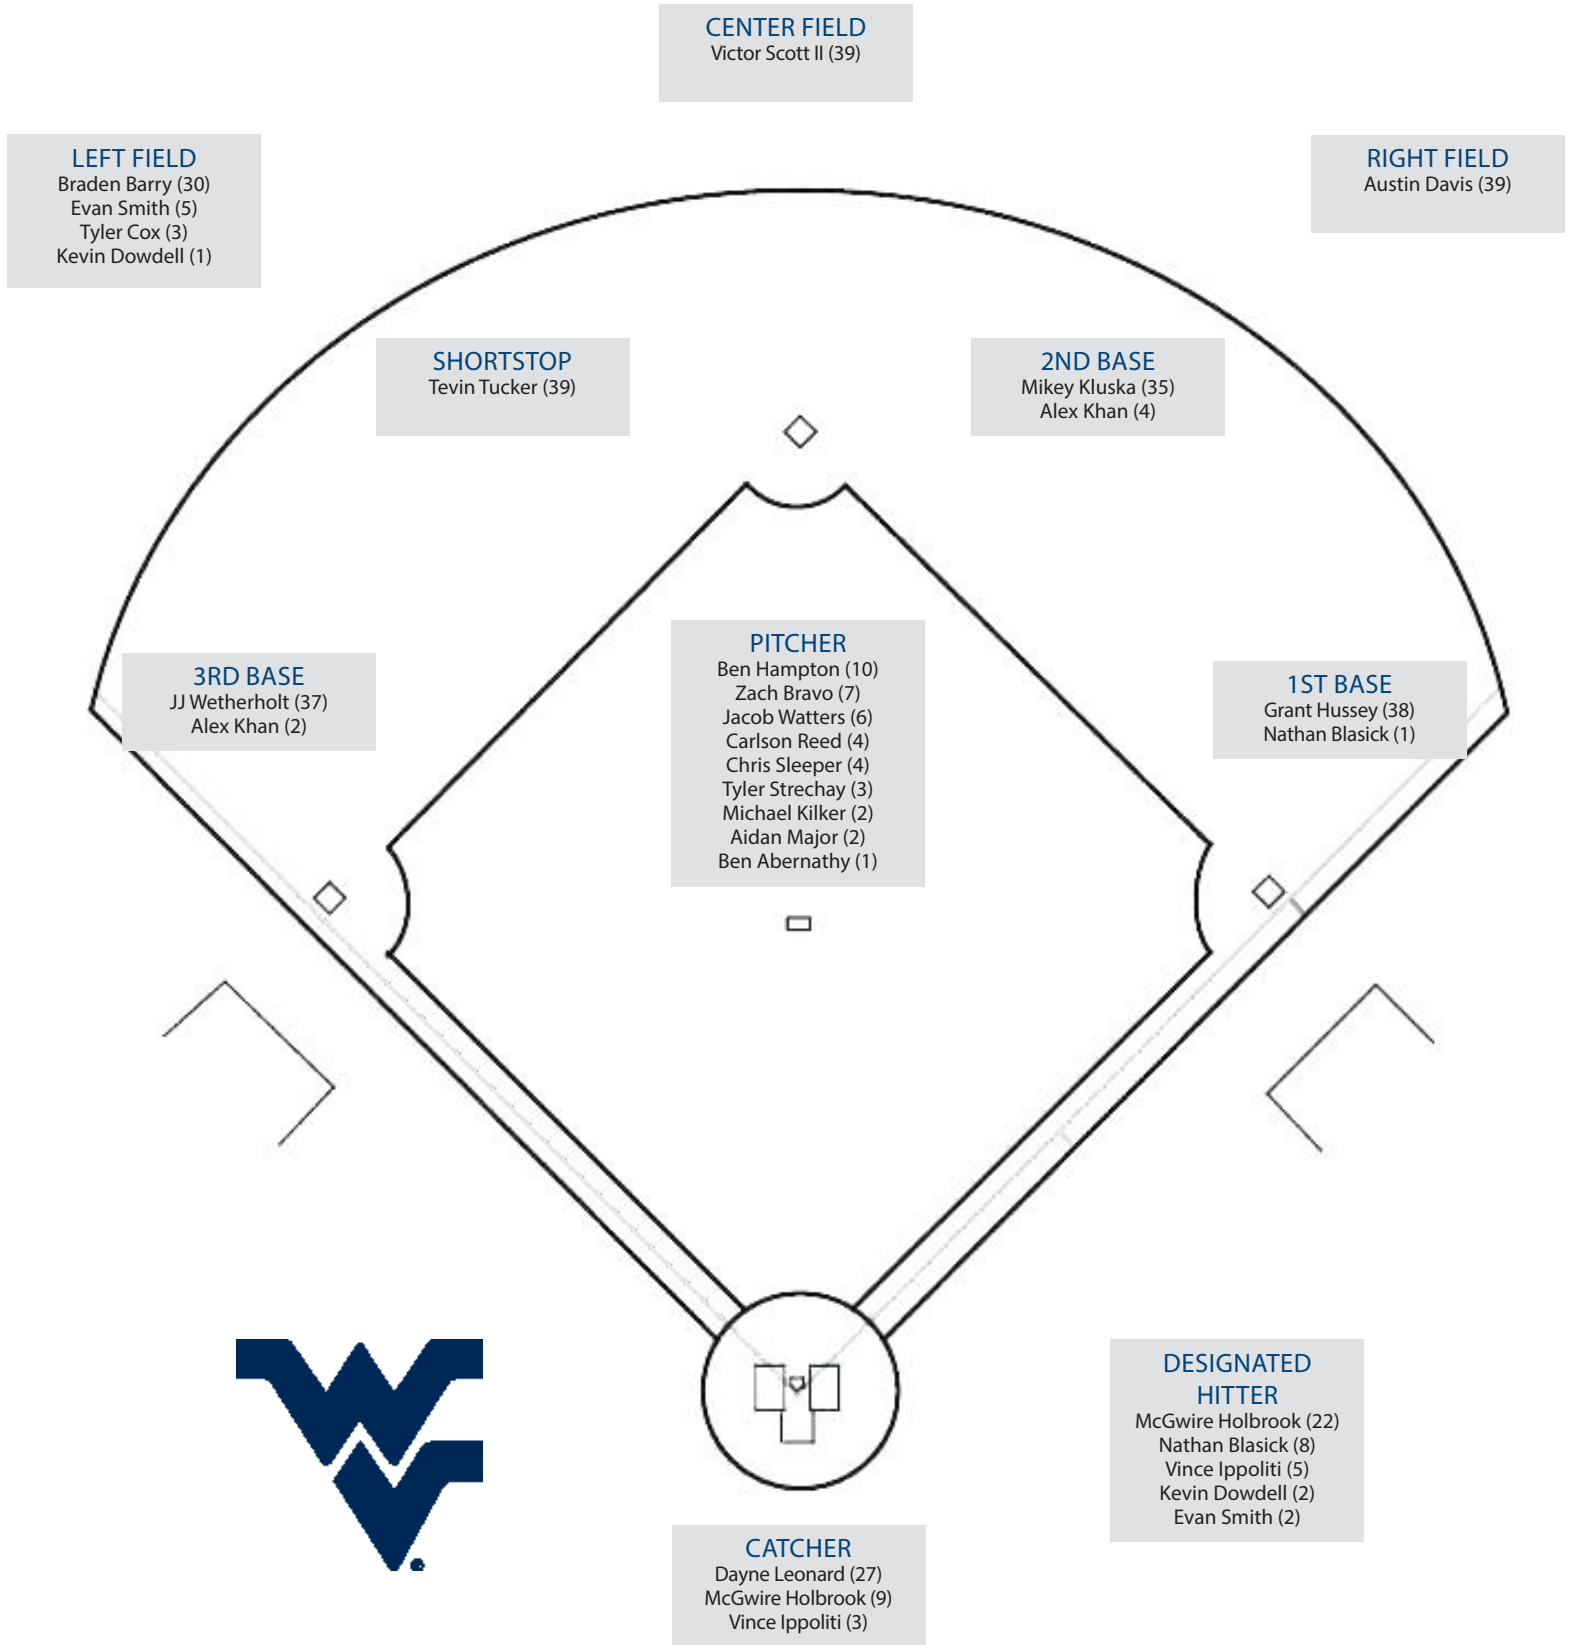 CENTER FIELD
Victor Scott II (39)
LEFT FIELD
Braden Barry (30)
Evan Smith (5)
Tyler Cox (3)
Kevin Dowdell (1)
RIGHT FIELD
Austin Davis (39)
SHORTSTOP
Tevin Tucker (39)
2ND BASE
Mikey Kluska (35)
Alex Khan (4)
3RD BASE
JJ Wetherholt (37)
Alex Khan (2)
PITCHER
Ben Hampton (10)
Zach Bravo (7)
Jacob Watters (6)
Carlson Reed (4)
Chris Sleeper (4)
Tyler Strechay (3)
Michael Kilker (2)
Aidan Major (2)
Ben Abernathy (1)
1ST BASE
Grant Hussey (38)
Nathan Blasick (1)
WV
DESIGNATED
HITTER
McGwire Holbrook (22)
Nathan Blasick (8)
Vince Ippoliti (5)
Kevin Dowdell (2)
Evan Smith (2)
CATCHER
Dayne Leonard (27)
McGwire Holbrook (9)
Vince Ippoliti (3)